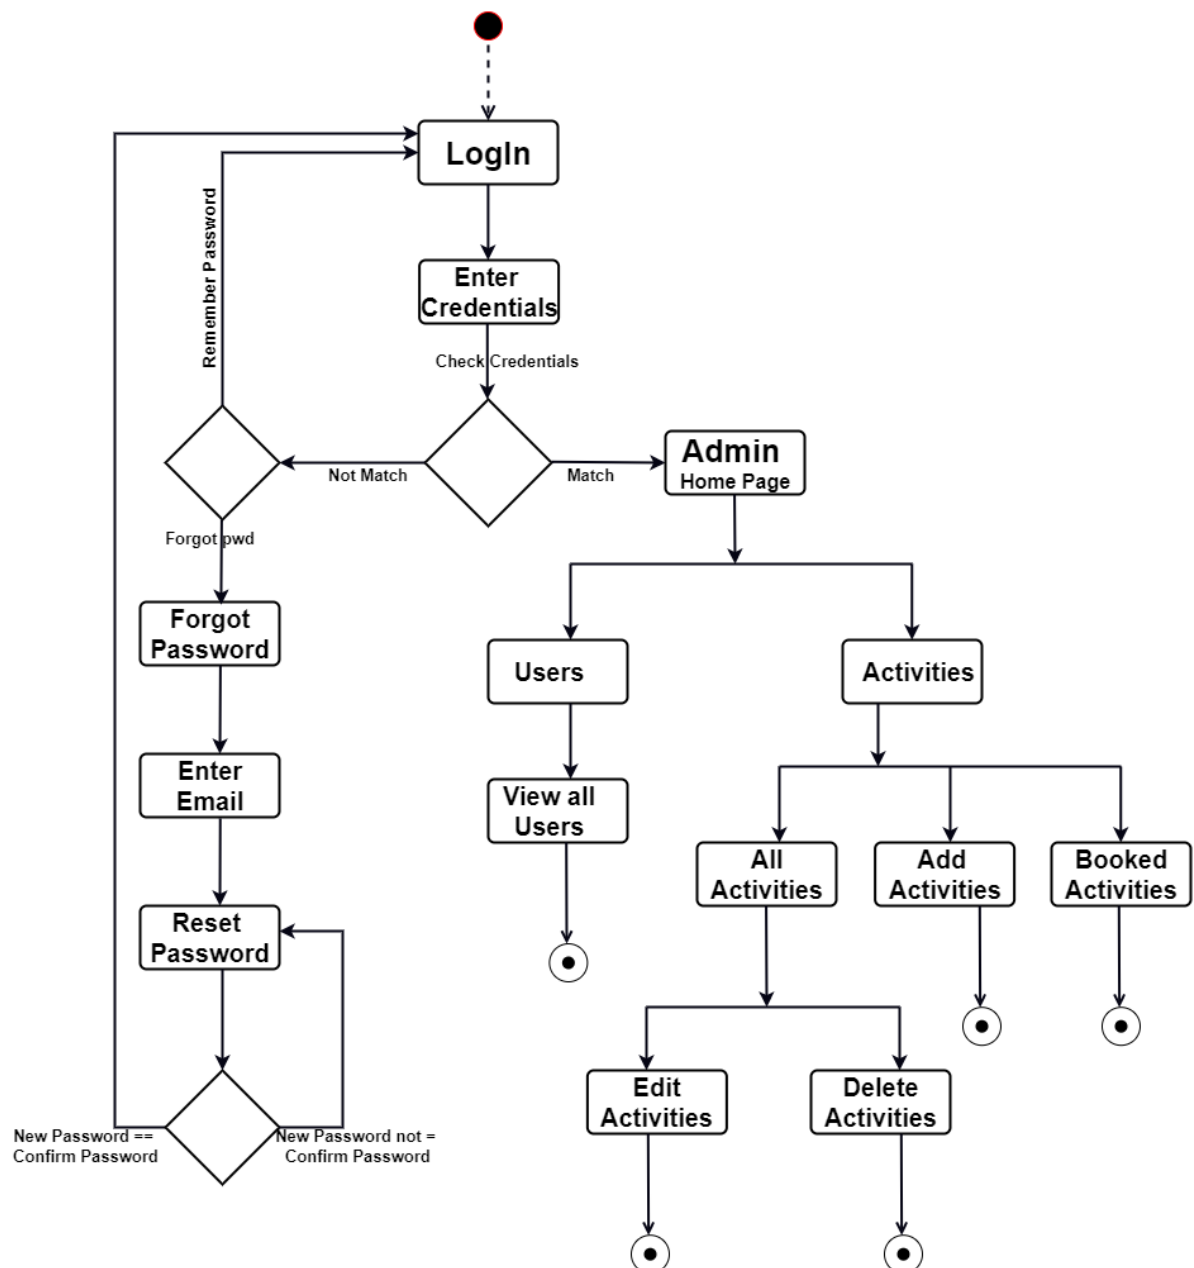 LogIn
Remember Password
Enter
Credentials
Check Credentials
Not Match
Match
Admin
Home Page
Forgot pwd
Forgot
Password
Users
Activities
Enter
Email
View all
Users
All
Activities
Add
Activities
Booked
Activities
Reset
Password
Edit
Activities
Delete
Activities
New Password ==
Confirm Password
New Password not =
Confirm Password